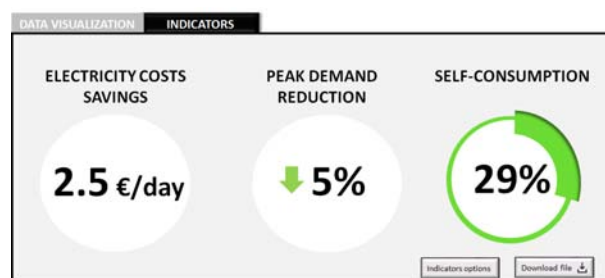 DATA VISUALIZATION
INDICATORS
ELECTRICITY COSTS
SAVINGS
PEAK DEMAND
REDUCTION
SELF-CONSUMPTION
2.5 €/day
5%
29%
Indicators options
Download file